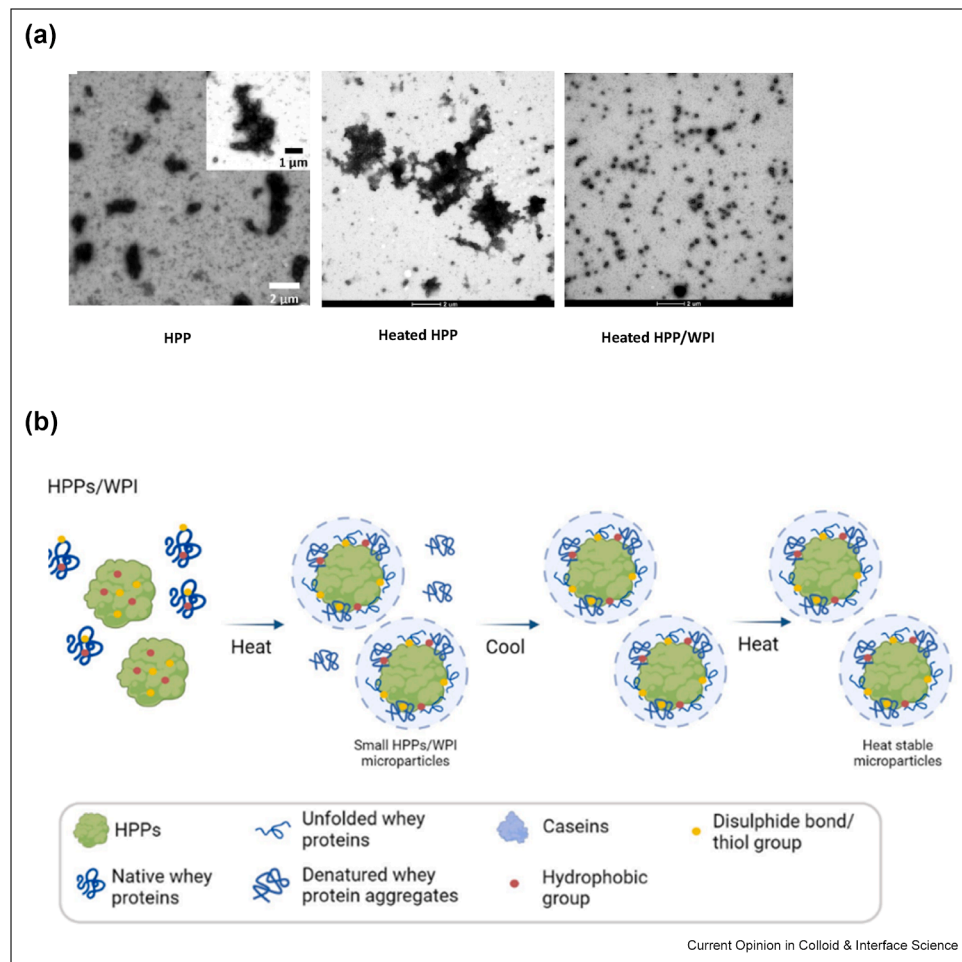 (a)
1 µm
2 µm
2 µm
2 µm
HPP
Heated HPP
Heated HPP/WPI
(b)
HPPs/WPI
Heat
Cool
Heat
Small HPPs/WPI
microparticles
Heat stable
microparticles
HPPs
Unfolded whey
proteins
Caseins
Disulphide bond/
thiol group
Native whey
proteins
Denatured whey
protein aggregates
Hydrophobic
group
Current Opinion in Colloid & Interface Science